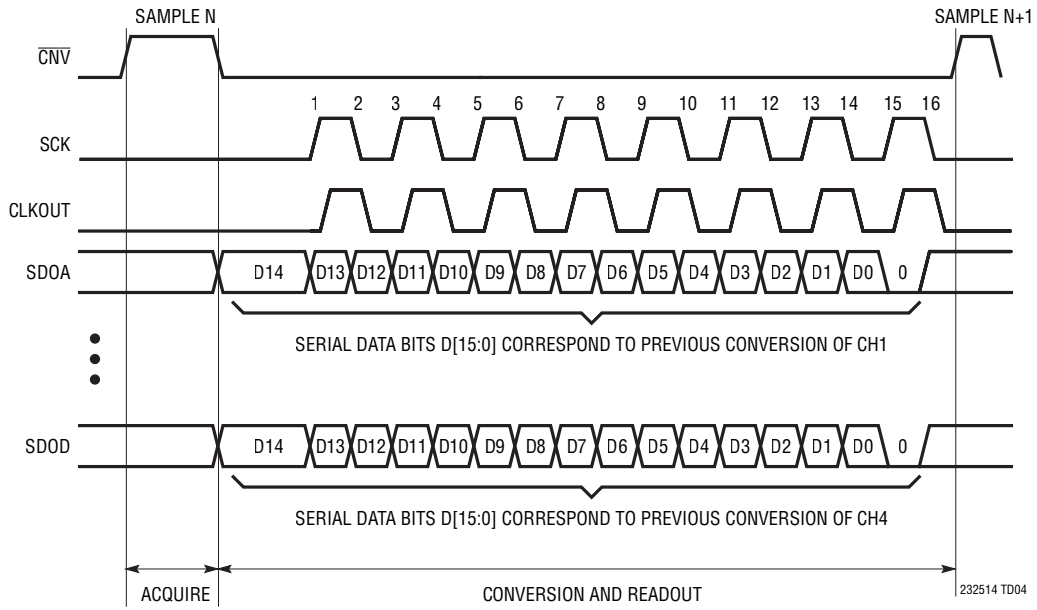 SAMPLE N SAMPLE N+1
CNV
1 2 3 4 5 6 7 8 9 10 11 12 13 14 15 16
SCK
CLKOUT
SDOA D14 D13 D12 D11 D10 D9 D8 D7 D6 D5 D4 D3 D2 D1 D0 0
SERIAL DATA BITS D[15:0] CORRESPOND TO PREVIOUS CONVERSION OF CH1
SDOD D14 D13 D12 D11 D10 D9 D8 D7 D6 D5 D4 D3 D2 D1 D0 0
SERIAL DATA BITS D[15:0] CORRESPOND TO PREVIOUS CONVERSION OF CH4
ACQUIRE CONVERSION AND READOUT 232514 TD04